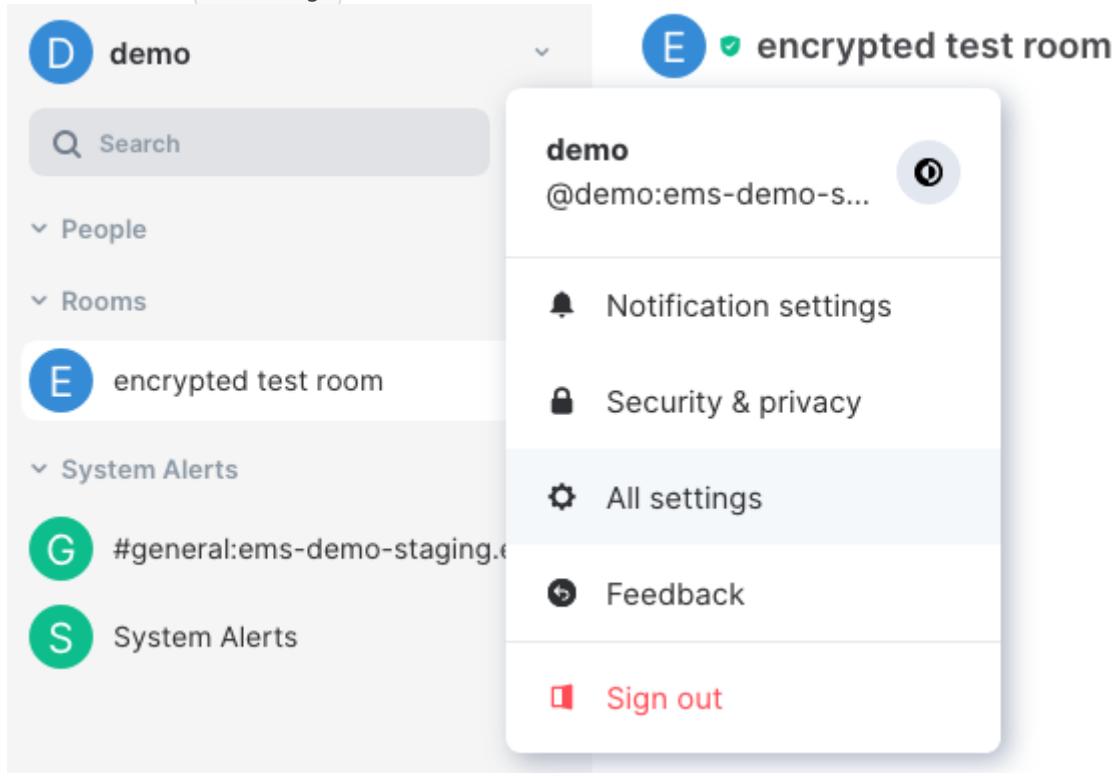 D demo
Search
People
Rooms
E encrypted test room
System Alerts
G #general:ems-demo-staging.
S System Alerts
E encrypted test room
demo
@demo:ems-demo-s...
Notification settings
Security & privacy
All settings
Feedback
Sign out